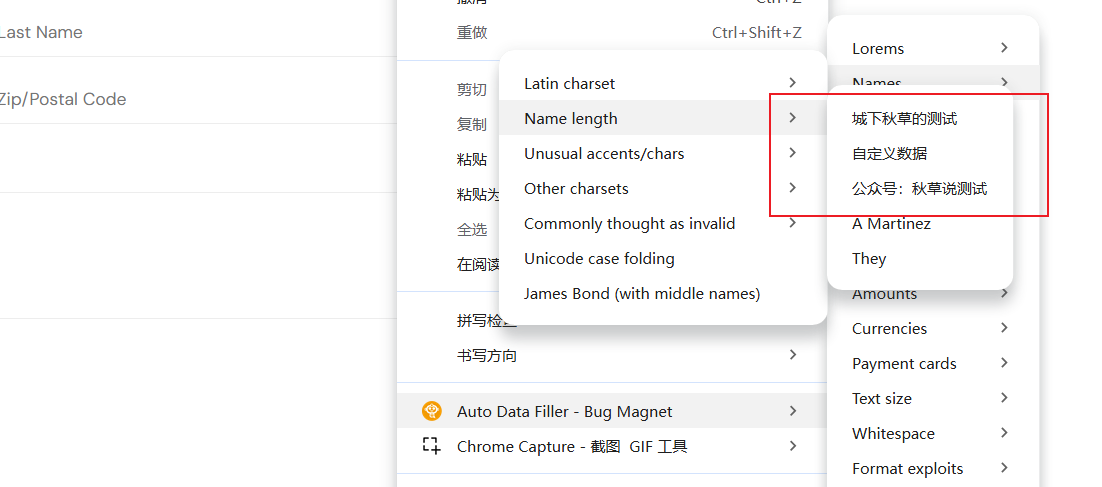 Last Name
Zip/Postal Code
撤消
Ctrl+Z
重做
Ctrl+Shift+Z
剪切
复制
粘贴
粘贴为
全选
在阅读
拼写检查
书写方向
Auto Data Filler - Bug Magnet
Chrome Capture - 截图 GIF 工具
Latin charset
Name length
Unusual accents/chars
Other charsets
Commonly thought as invalid
Unicode case folding
James Bond (with middle names)
Lorems
Names
城下秋草的测试
自定义数据
公众号：秋草说测试
A Martinez
They
Amounts
Currencies
Payment cards
Text size
Whitespace
Format exploits